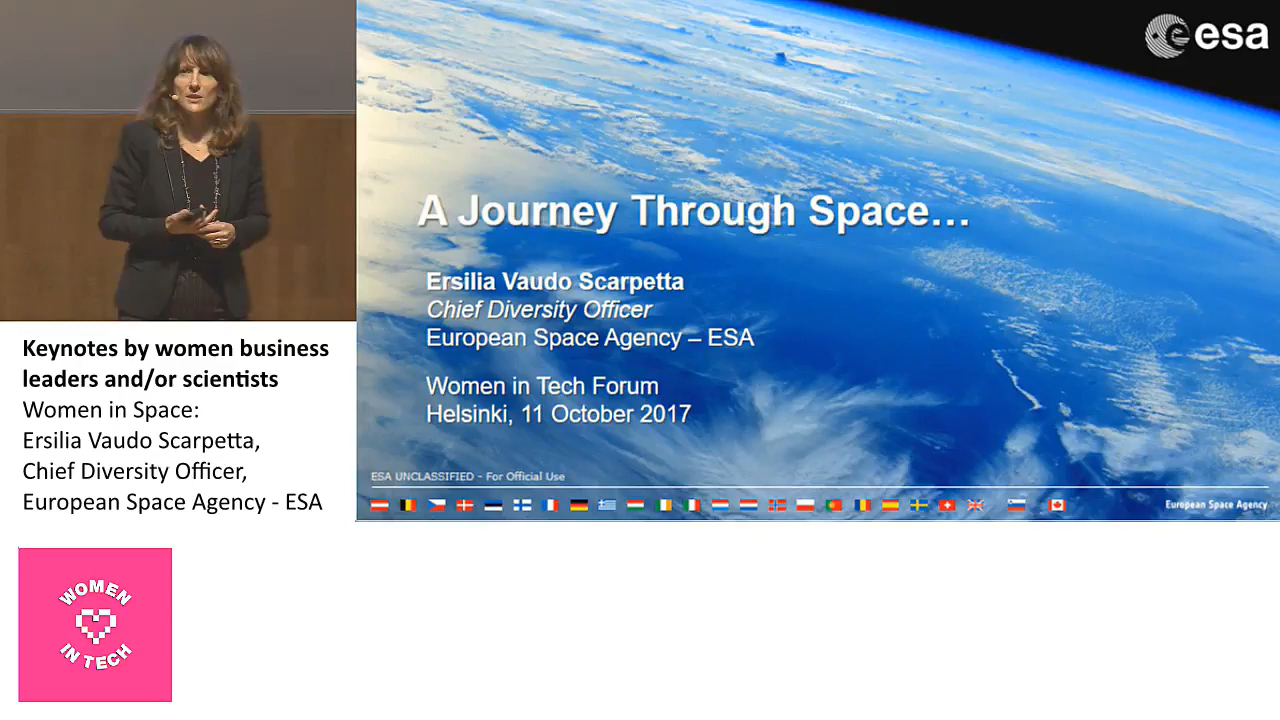 esa
A Journey Through Space...
Ersilia Vaudo Scarpetta
Chief Diversity Officer
European Space Agency – ESA
Women in Tech Forum
Helsinki, 11 October 2017
ESA UNCLASSIFIED - For Official Use
European Space Agency
Keynotes by women business
leaders and/or scientists
Women in Space:
Ersilia Vaudo Scarpetta,
Chief Diversity Officer,
European Space Agency - ESA
WOMEN
IN TECH